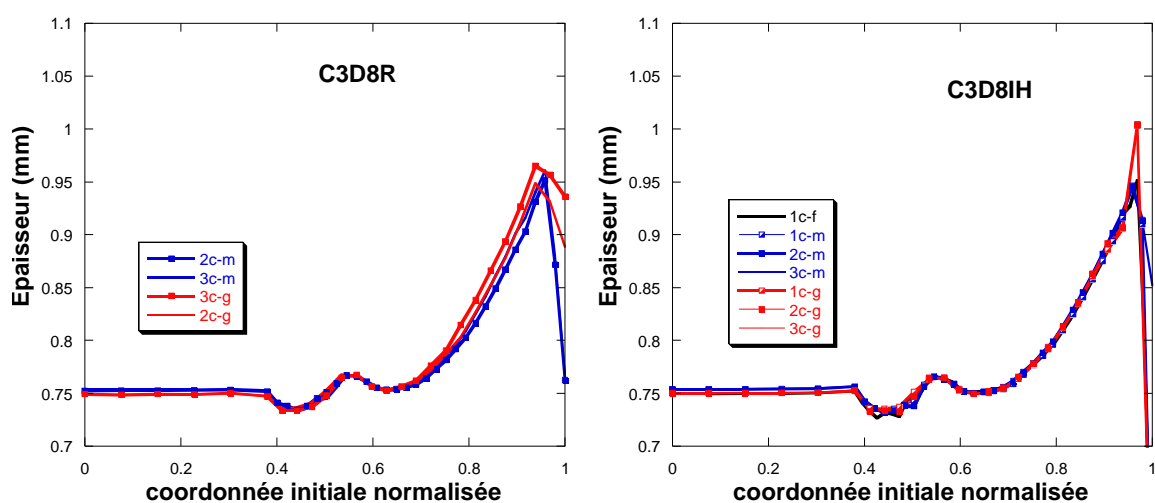 C3D8R
Epaisseur (mm)
1.1
1.05
1
0.95
0.9
0.85
0.8
0.75
0.7
2c-m
3c-m
3c-g
2c-g
0 0.2 0.4 0.6 0.8 1
coordonnée initiale normalisée
C3D8IH
Epaisseur (mm)
1.1
1.05
1
0.95
0.9
0.85
0.8
0.75
0.7
1c-f
1c-m
2c-m
3c-m
1c-g
2c-g
3c-g
0 0.2 0.4 0.6 0.8 1
coordonnée initiale normalisée